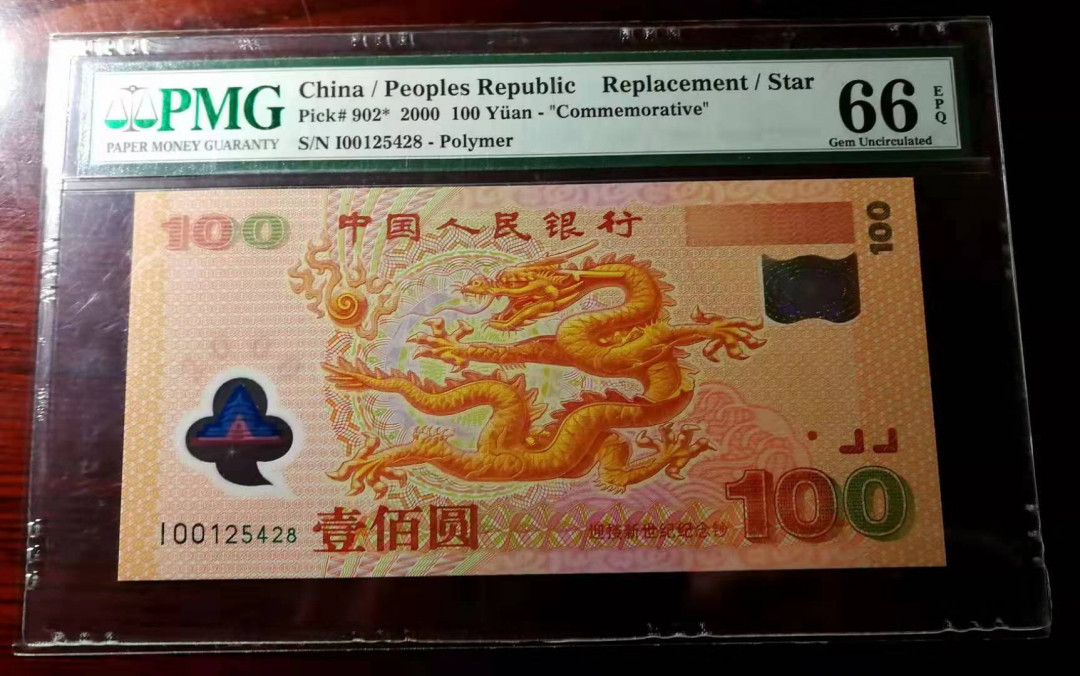 China / Peoples Republic Replacement / Star
PMG
Pick# 902* 2000 100 Yüan - "Commemorative"
66
EPQ
PAPER MONEY GUARANTY
S/N I00125428 - Polymer
Gem Uncirculated
100
中国人民银行
100
I00125428
壹佰圆
迎接新世纪纪念钞
100